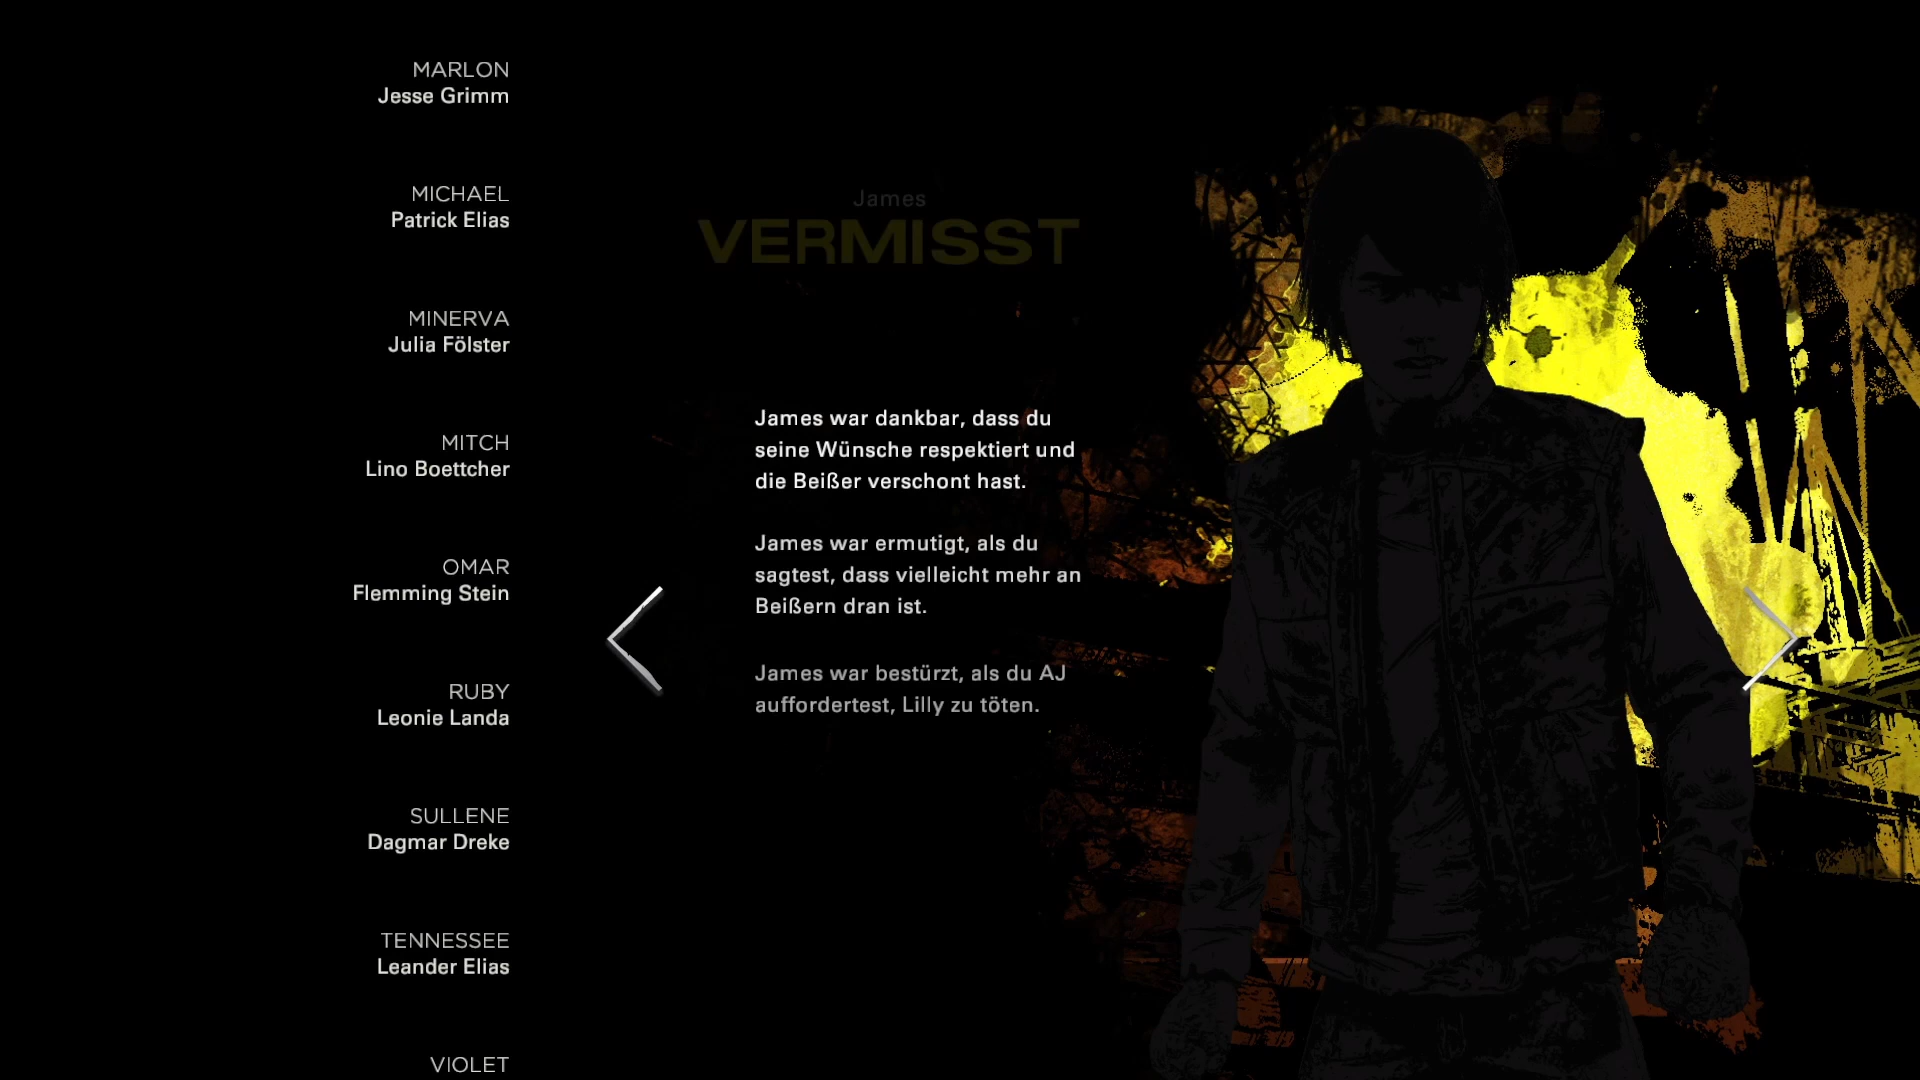 MARLON
Jesse Grimm
MICHAEL
Patrick Elias
MINERVA
Julia Fölster
MITCH
Lino Boettcher
OMAR
Flemming Stein
RUBY
Leonie Landa
SULLENE
Dagmar Dreke
TENNESSEE
Leander Elias
VIOLET
James
VERMISST
James war dankbar, dass du
seine Wünsche respektiert und
die Beißer verschont hast.
James war ermutigt, als du
sagtest, dass vielleicht mehr an
Beißern dran ist.
James war bestürzt, als du AJ
auffordertest, Lilly zu töten.